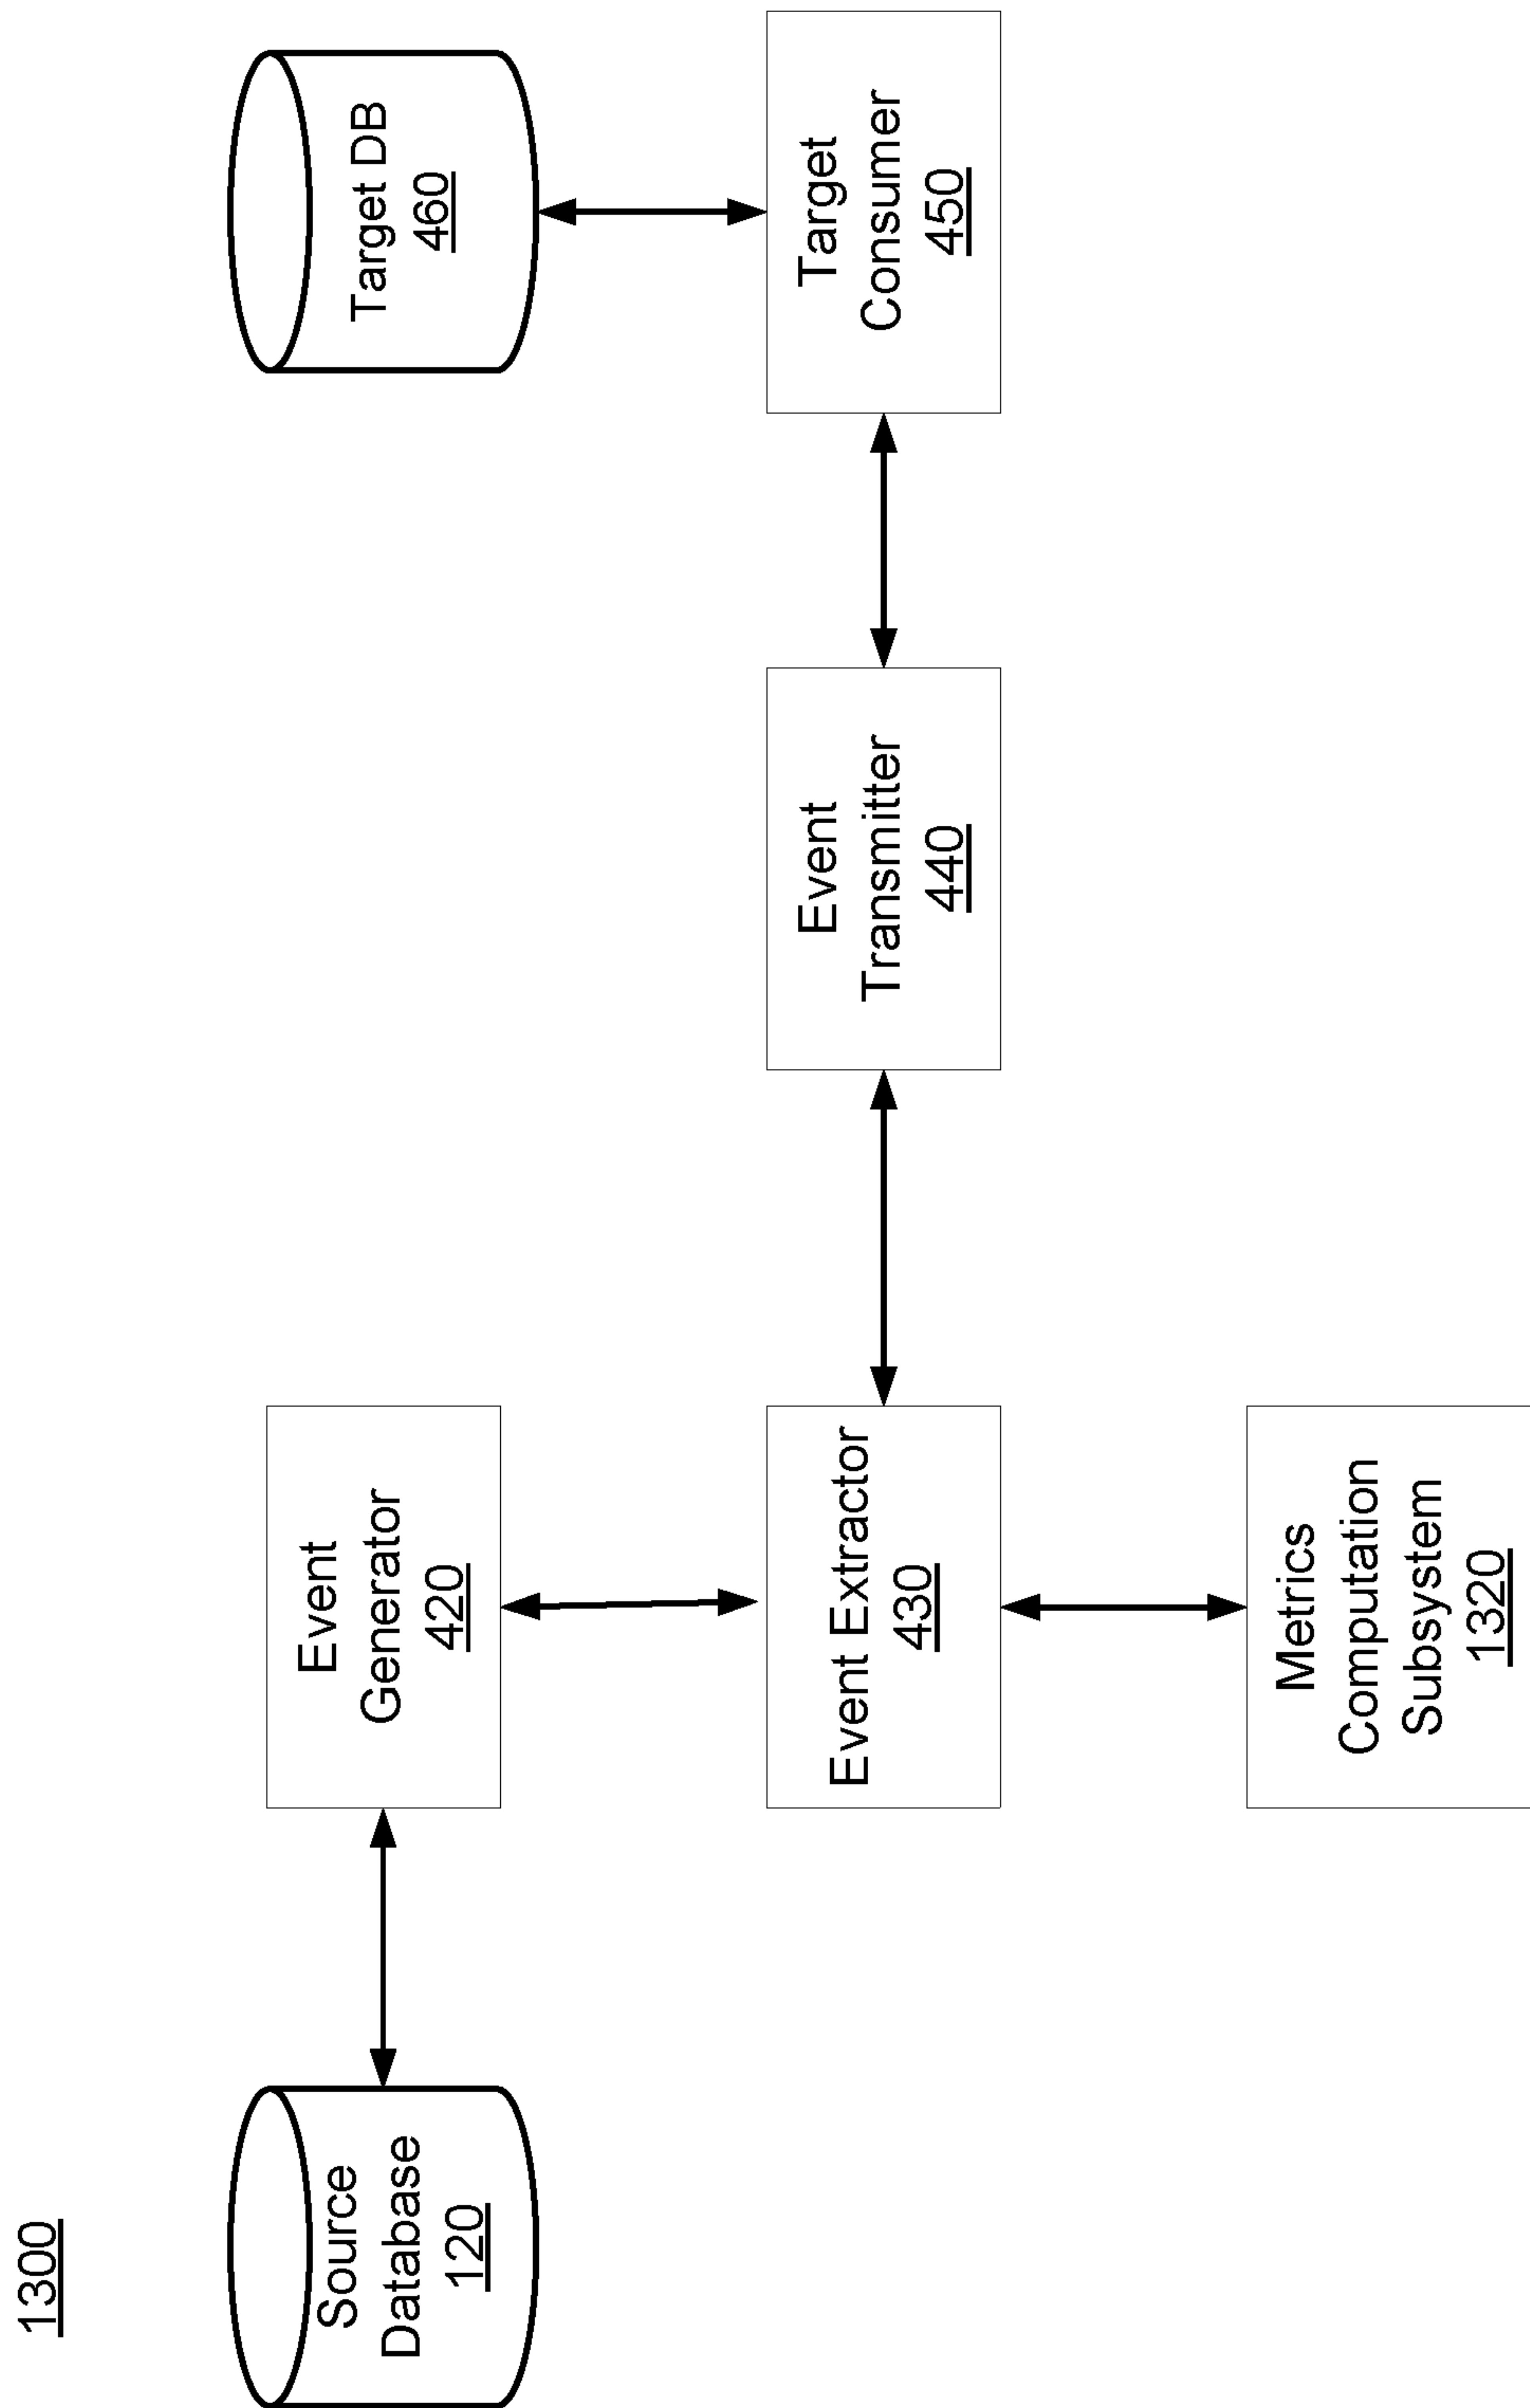 1300
Source
Database
120
Event
Generator
420
Target DB
460
Event Extractor
430
Event
Transmitter
440
Target
Consumer
450
Metrics
Computation
Subsystem
1320